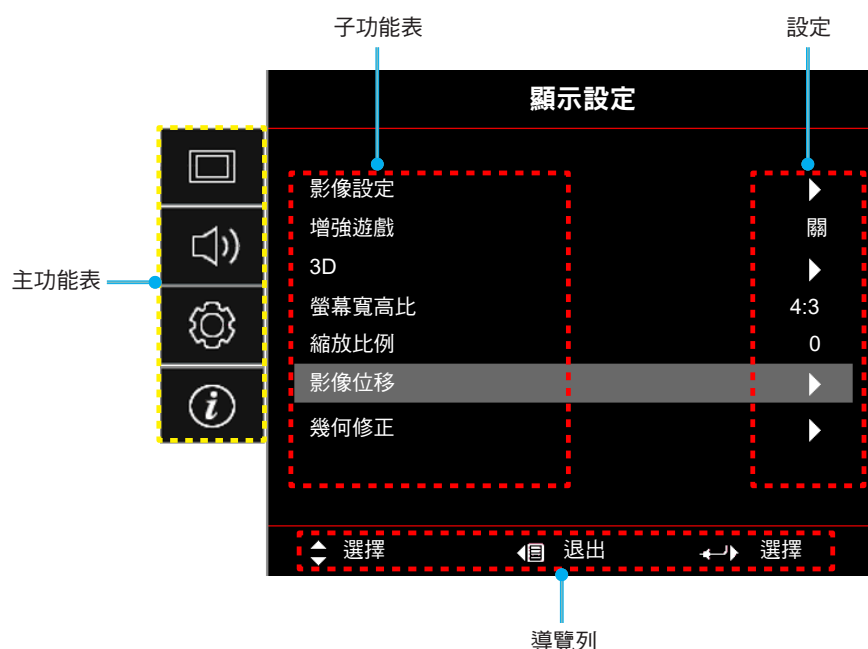 子功能表 設定
顯示設定
影像設定
增強遊戲 關
3D
主功能表
螢幕寬高比 4:3
縮放比例 0
影像位移
幾何修正
選擇 退出 選擇
導覽列